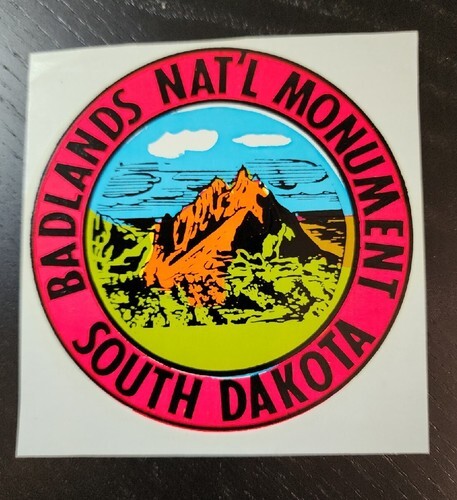 BADLANDS NAT'L MONUMENT
SOUTH DAKOTA